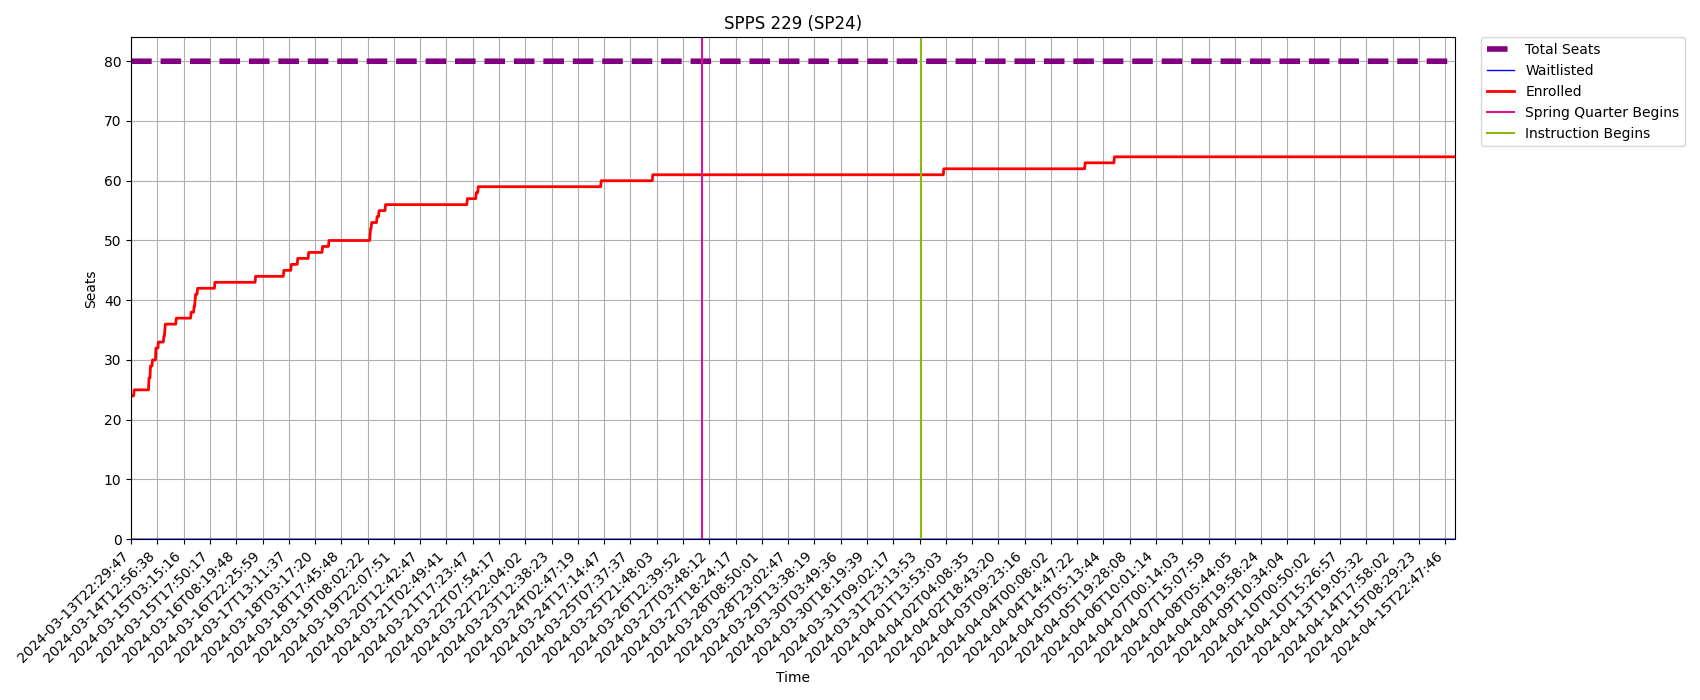 SPPS 229 (SP24)
Total Seats
Waitlisted
Enrolled
Spring Quarter Begins
Instruction Begins
Seats
80
70
60
50
40
30
20
10
0
2024-03-13T22:29:47
2024-03-14T12:56:38
2024-03-15T03:15:16
2024-03-15T17:50:17
2024-03-16T08:19:48
2024-03-16T22:25:59
2024-03-17T13:11:37
2024-03-18T03:17:20
2024-03-18T17:45:48
2024-03-19T08:02:22
2024-03-19T22:07:51
2024-03-20T12:42:47
2024-03-21T02:49:41
2024-03-21T17:23:47
2024-03-22T07:54:17
2024-03-22T22:04:02
2024-03-23T12:38:23
2024-03-24T02:47:19
2024-03-24T17:14:47
2024-03-25T07:37:37
2024-03-25T21:48:03
2024-03-26T12:39:52
2024-03-27T03:48:12
2024-03-27T18:24:17
2024-03-28T08:50:01
2024-03-28T23:02:47
2024-03-29T13:38:19
2024-03-30T03:49:36
2024-03-30T18:19:39
2024-03-31T09:02:17
2024-03-31T23:13:53
2024-04-01T13:53:03
2024-04-02T04:08:35
2024-04-02T18:43:20
2024-04-03T09:23:16
2024-04-04T00:08:02
2024-04-04T14:47:22
2024-04-05T05:13:44
2024-04-05T19:28:08
2024-04-06T10:01:14
2024-04-07T00:14:03
2024-04-07T15:07:59
2024-04-08T05:44:05
2024-04-08T19:58:24
2024-04-09T10:34:04
2024-04-10T00:50:02
2024-04-10T15:26:57
2024-04-13T19:05:32
2024-04-14T17:58:02
2024-04-15T08:29:23
2024-04-15T22:47:46
Time